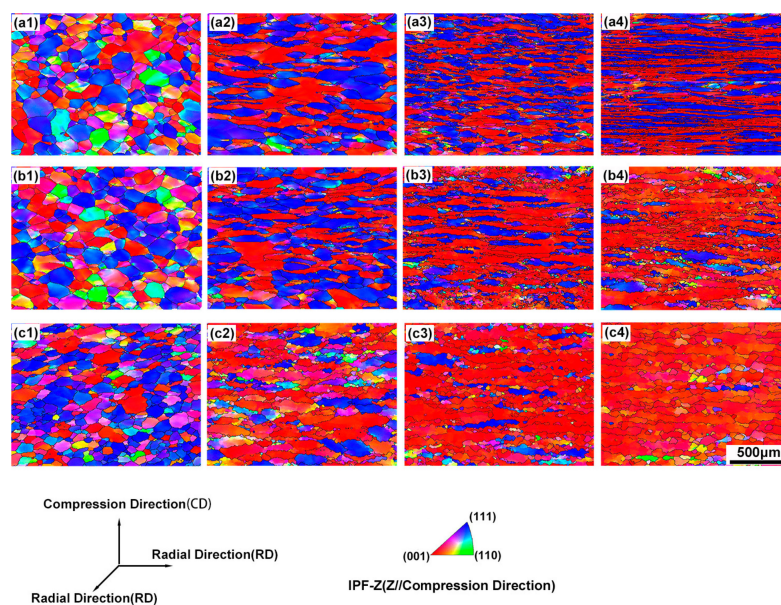 (a1) (a2) (a3) (a4)
(b1) (b2) (b3) (b4)
(c1) (c2) (c3) (c4)
500μm
Compression Direction(CD)
Radial Direction(RD)
Radial Direction(RD)
(111)
(001) (110)
IPF-Z(Z//Compression Direction)